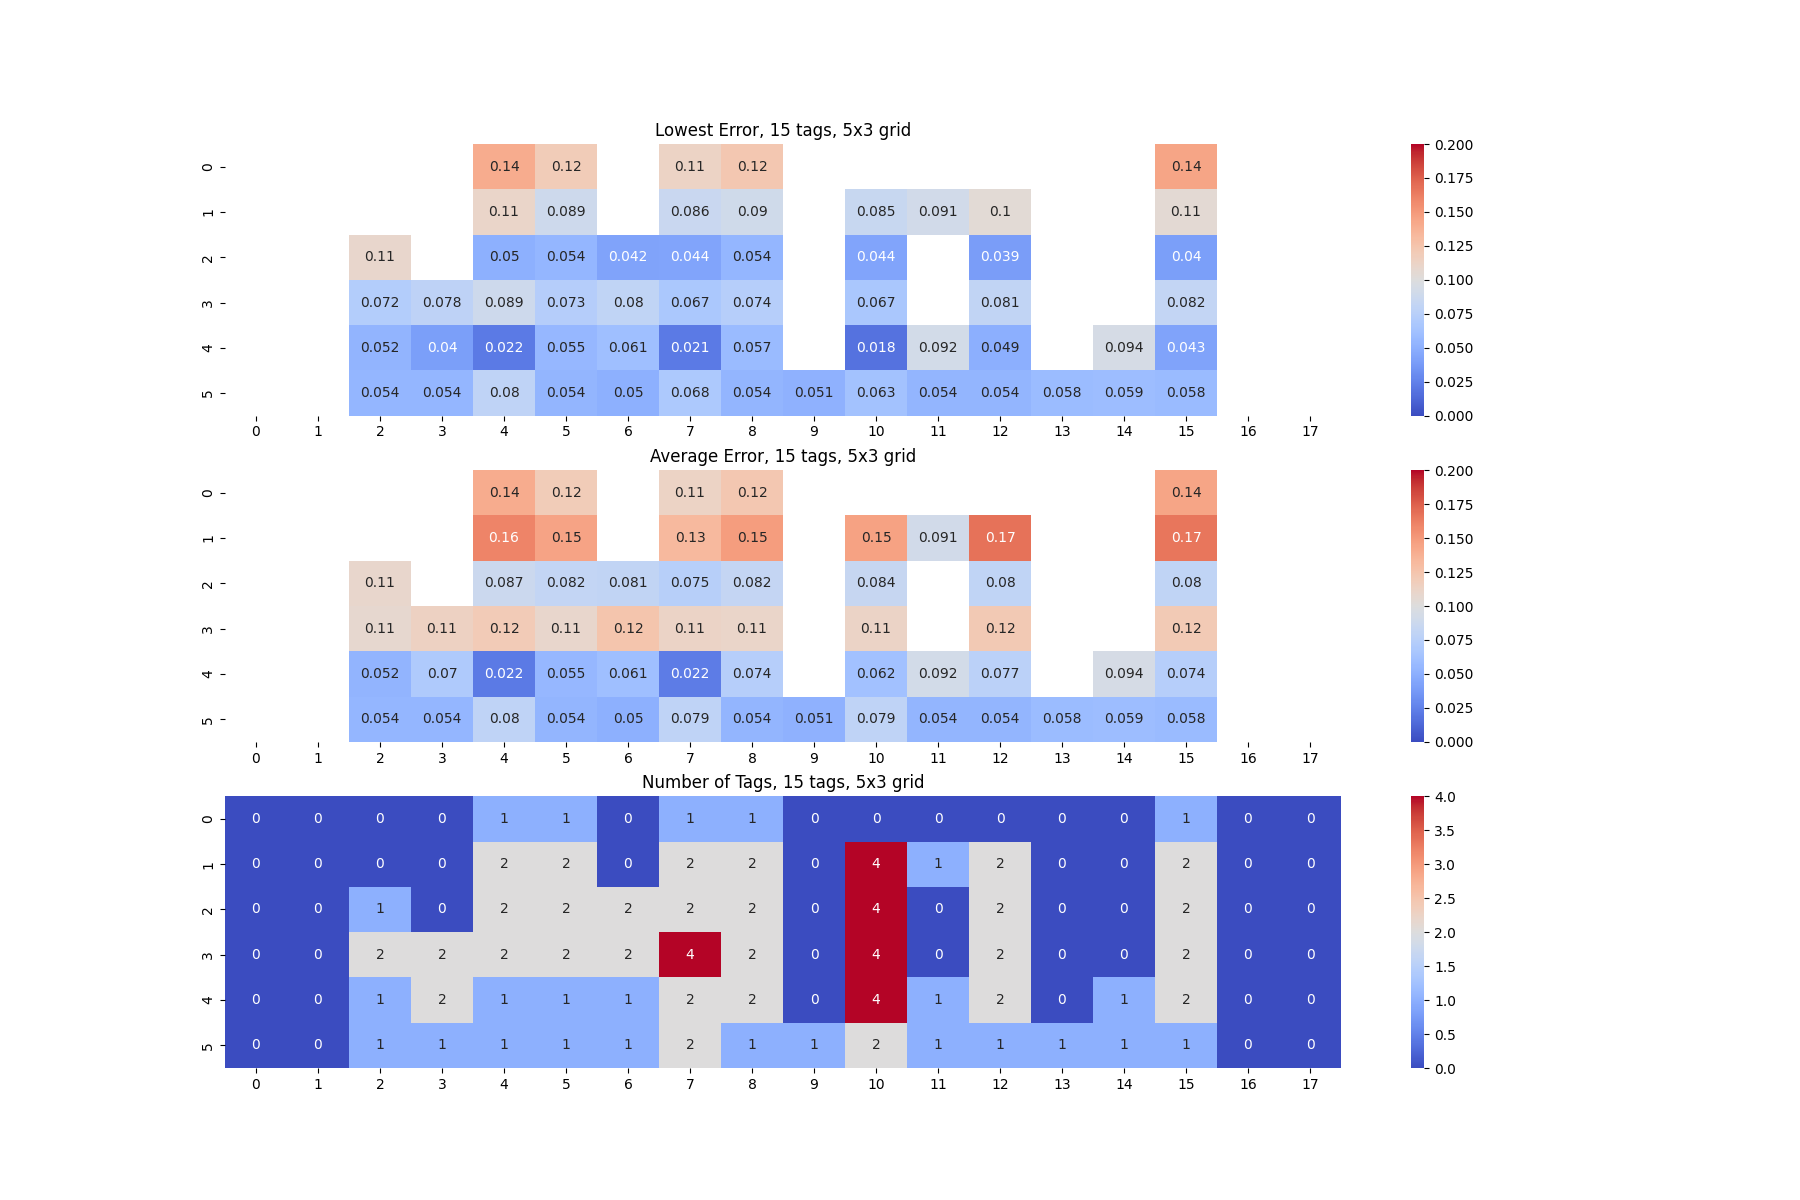 Lowest Error, 15 tags, 5x3 grid
0 0.14 0.12 0.11 0.12 0.14 0.200
0.175
1 0.11 0.089 0.086 0.09 0.085 0.091 0.1 0.11 0.150
2 0.11 0.05 0.054 0.042 0.044 0.054 0.044 0.039 0.04 0.125
0.100
3 0.072 0.078 0.089 0.073 0.08 0.067 0.074 0.067 0.081 0.082 0.075
4 0.052 0.04 0.022 0.055 0.061 0.021 0.057 0.018 0.092 0.049 0.094 0.043 0.050
5 0.054 0.054 0.08 0.054 0.05 0.068 0.054 0.051 0.063 0.054 0.054 0.058 0.059 0.058 0.025
0.000
0 1 2 3 4 5 6 7 8 9 10 11 12 13 14 15 16 17
Average Error, 15 tags, 5x3 grid
0 0.14 0.12 0.11 0.12 0.14 0.200
0.175
1 0.16 0.15 0.13 0.15 0.15 0.091 0.17 0.17 0.150
2 0.11 0.087 0.082 0.081 0.075 0.082 0.084 0.08 0.08 0.125
0.100
3 0.11 0.11 0.12 0.11 0.12 0.11 0.11 0.11 0.12 0.12 0.075
4 0.052 0.07 0.022 0.055 0.061 0.022 0.074 0.062 0.092 0.077 0.094 0.074 0.050
5 0.054 0.054 0.08 0.054 0.05 0.079 0.054 0.051 0.079 0.054 0.054 0.058 0.059 0.058 0.025
0.000
0 1 2 3 4 5 6 7 8 9 10 11 12 13 14 15 16 17
Number of Tags, 15 tags, 5x3 grid
0 0 0 0 0 1 1 0 1 1 0 0 0 0 0 0 1 0 0 4.0
3.5
1 0 0 0 0 2 2 0 2 2 0 4 1 2 0 0 2 0 0 3.0
2 0 0 1 0 2 2 2 2 2 0 4 0 2 0 0 2 0 0 2.5
2.0
3 0 0 2 2 2 2 2 4 2 0 4 0 2 0 0 2 0 0 1.5
4 0 0 1 2 1 1 1 2 2 0 4 1 2 0 1 2 0 0 1.0
5 0 0 1 1 1 1 1 2 1 1 2 1 1 1 1 1 0 0 0.5
0.0
0 1 2 3 4 5 6 7 8 9 10 11 12 13 14 15 16 17